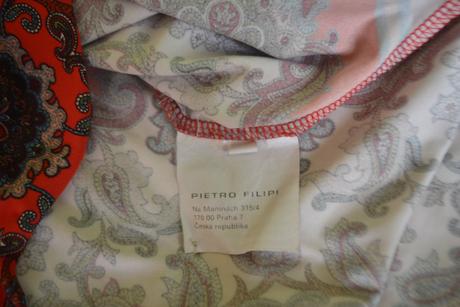 PIETRO FILIPI
Na Maninách 315/4
170 00 Praha 7
Česká republika